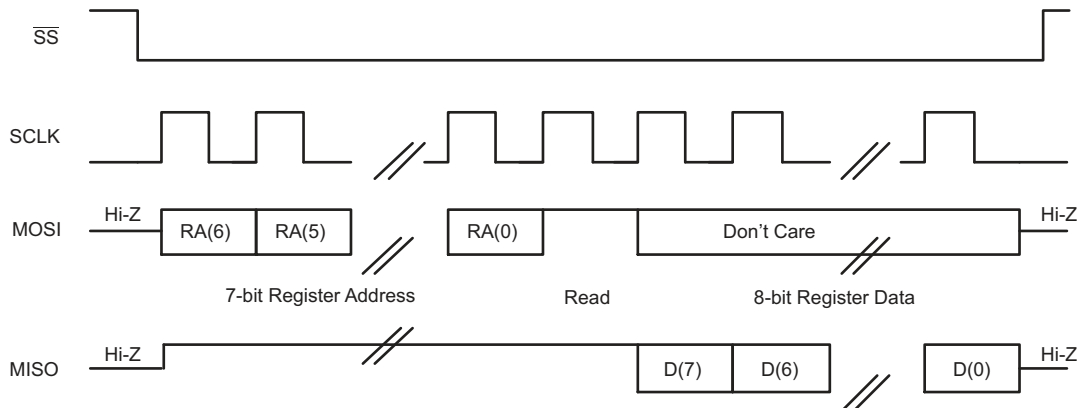 SS
SCLK
MOSI Hi-Z RA(6) RA(5) RA(0) Don't Care Hi-Z
7-bit Register Address Read 8-bit Register Data
MISO Hi-Z D(7) D(6) D(0) Hi-Z